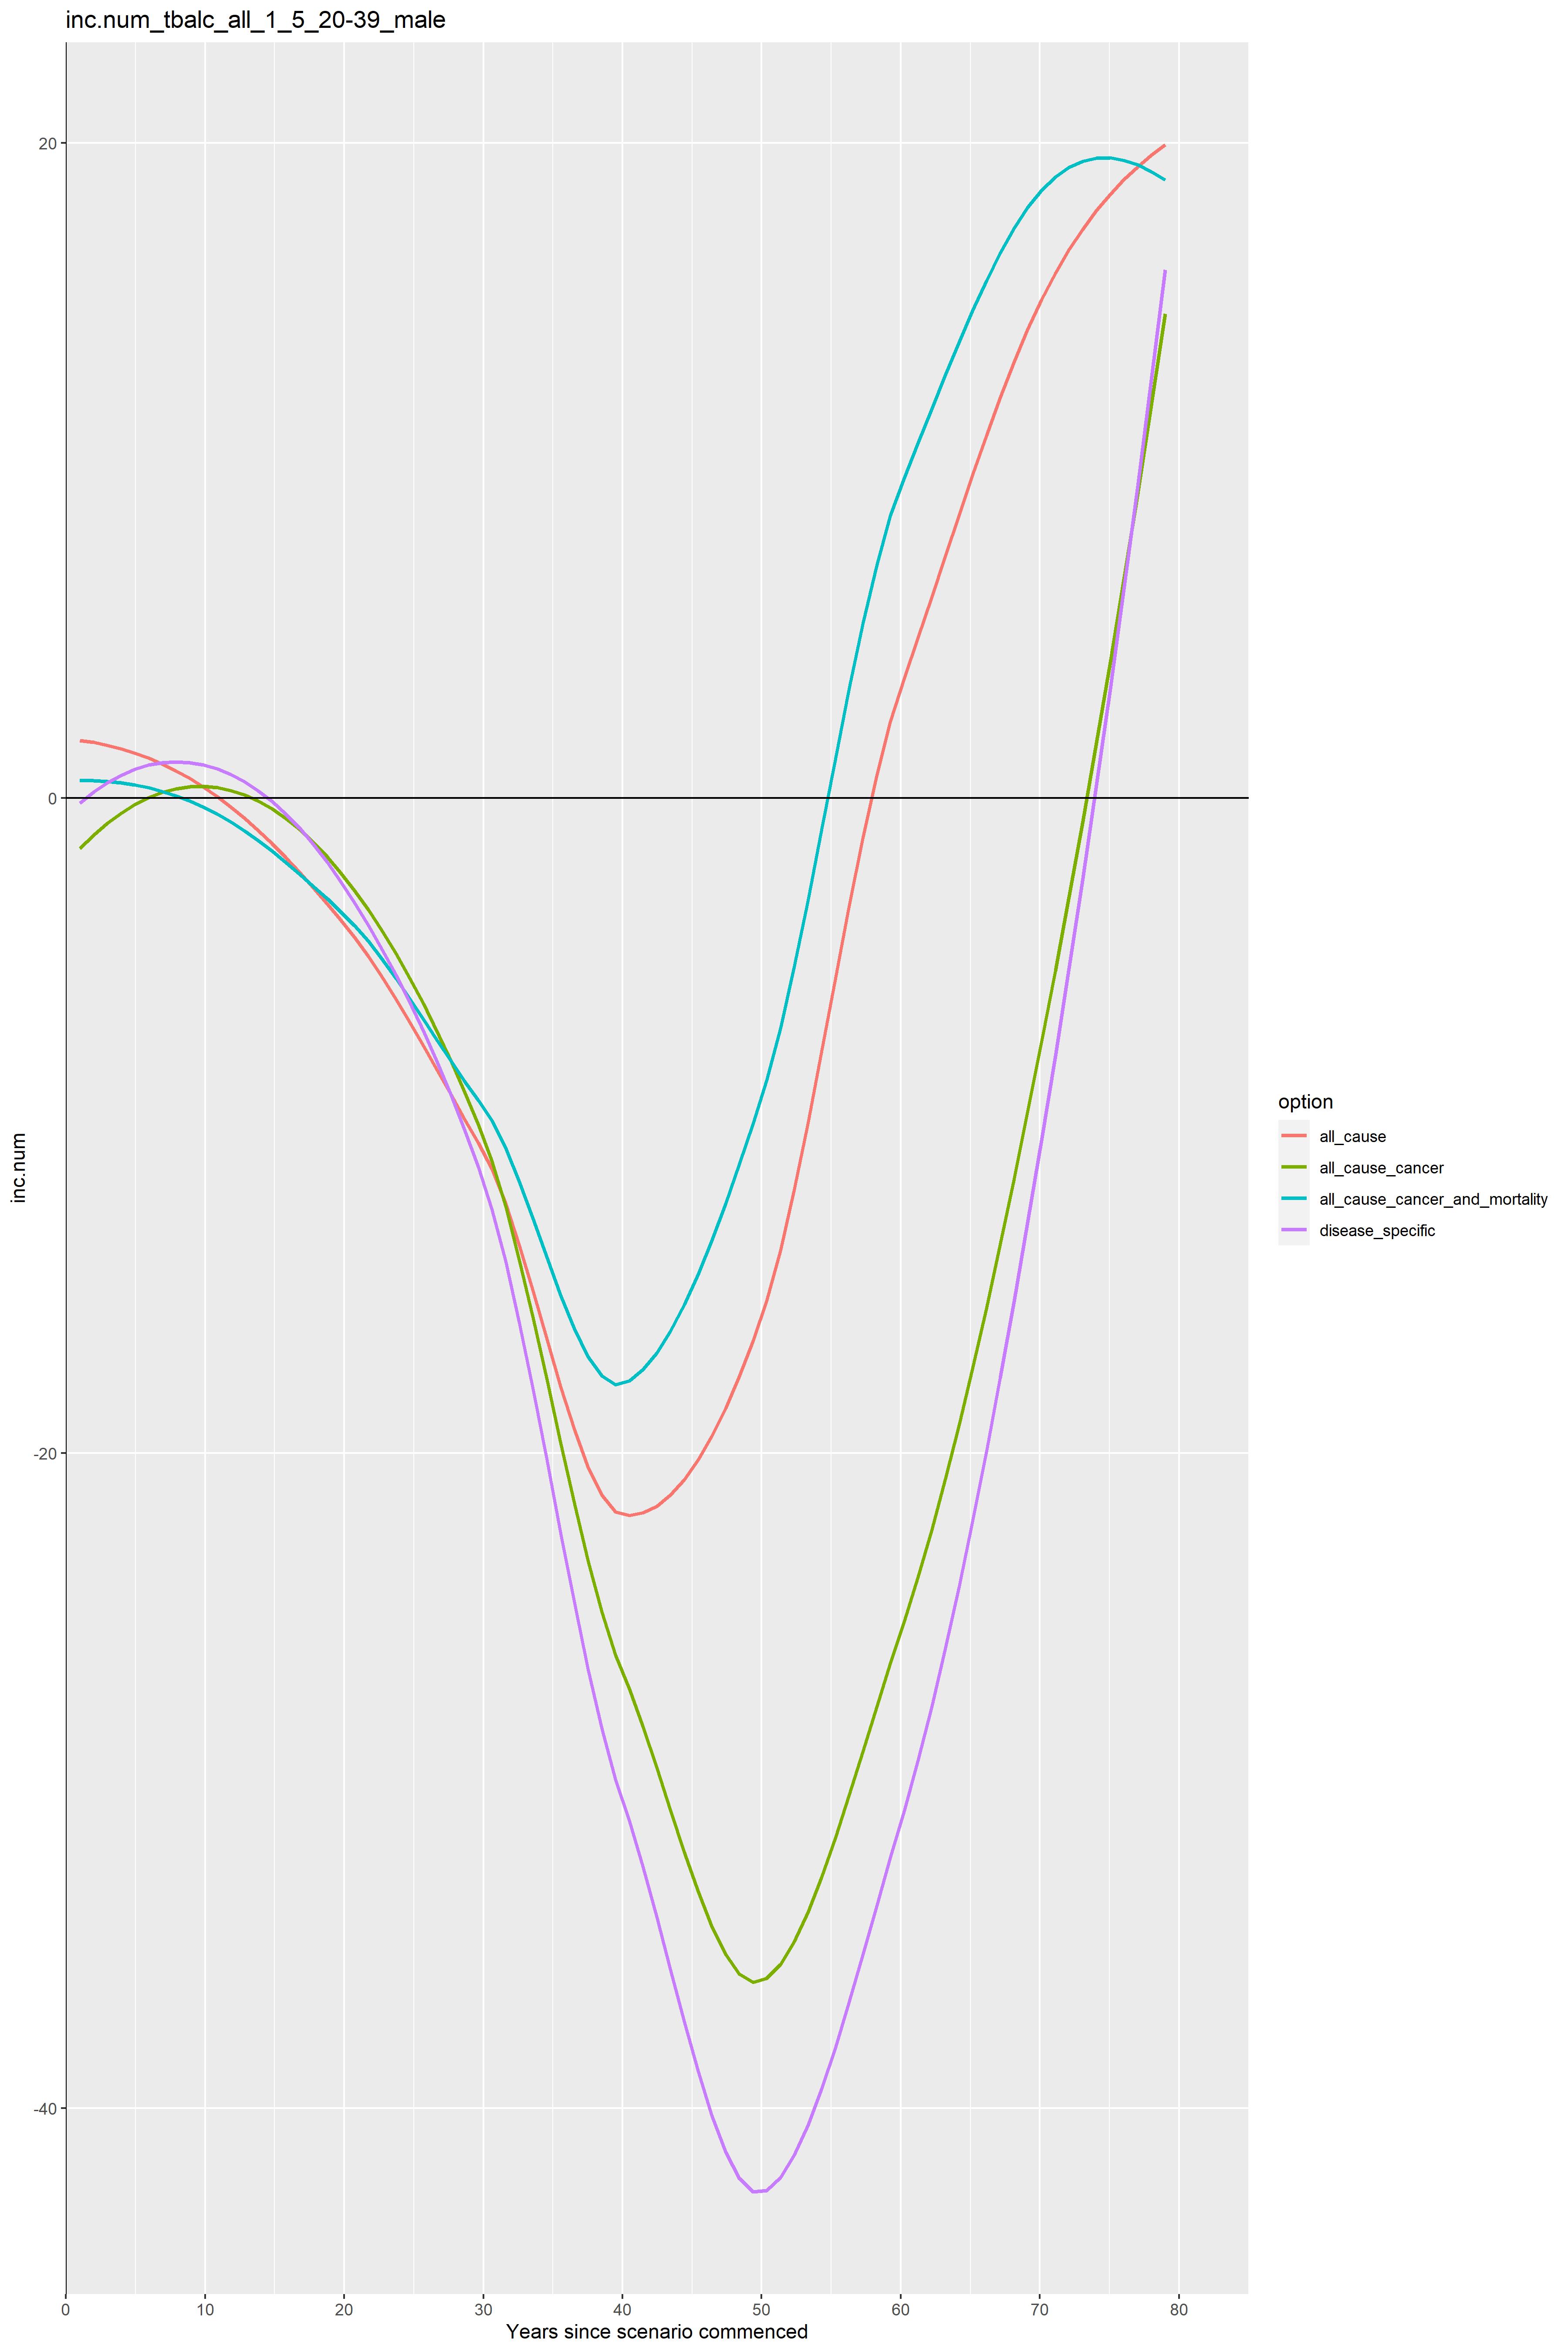 inc.num_tbalc_all_1_5_20-39_male
20
0
-20
-40
inc.num
0 10 20 30 40 50 60 70 80
Years since scenario commenced
option
all_cause
all_cause_cancer
all_cause_cancer_and_mortality
disease_specific